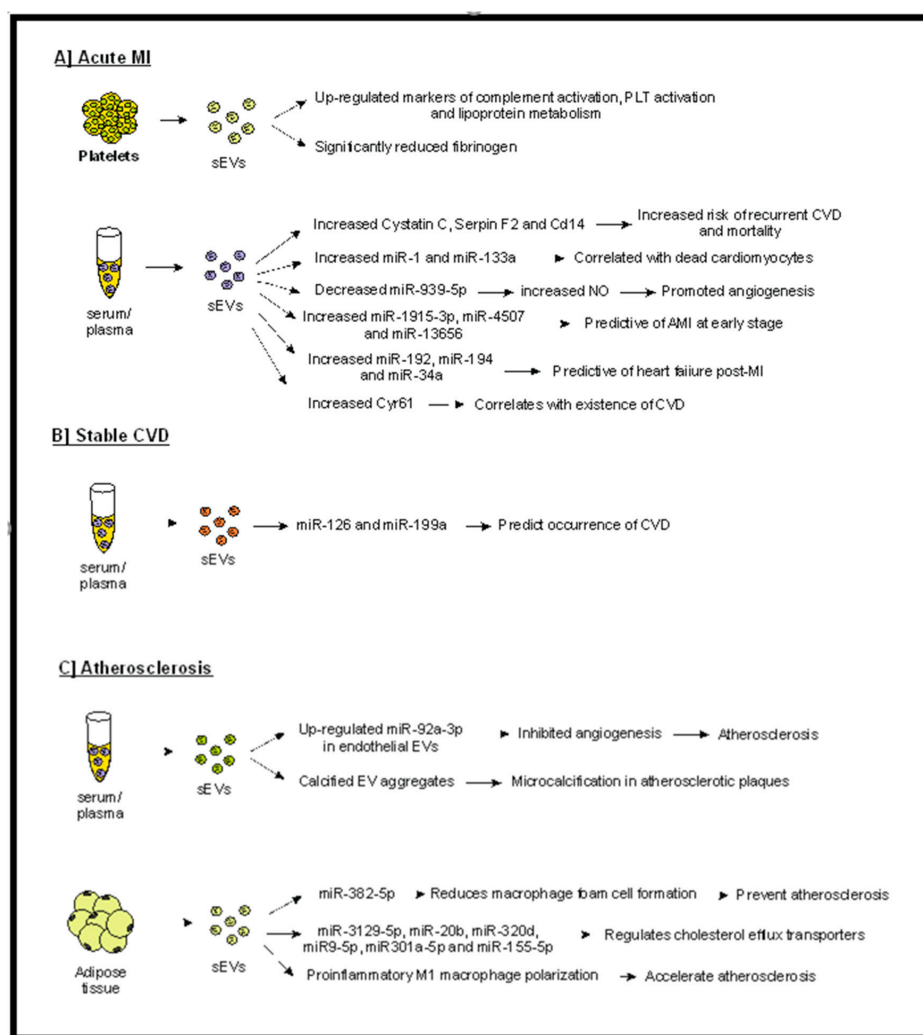 A] Acute MI
Platelets
sEVs
Up-regulated markers of complement activation, PLT activation
and lipoprotein metabolism
Significantly reduced fibrinogen
serum/
plasma
sEVs
Increased Cystatin C, Serpin F2 and Cd14
Increased risk of recurrent CVD
and mortality
Increased miR-1 and miR-133a
Correlated with dead cardiomyocytes
Decreased miR-939-5p
increased NO
Promoted angiogenesis
Increased miR-1915-3p, miR-4507
and miR-13656
Predictive of AMI at early stage
Increased miR-192, miR-194
and miR-34a
Predictive of heart faiiure post-MI
Increased Cyr61
Correlates with existence of CVD
B] Stable CVD
serum/
plasma
sEVs
miR-126 and miR-199a
Predict occurrence of CVD
C] Atherosclerosis
serum/
plasma
sEVs
Up-regulated miR-92a-3p
in endothelial EVs
Inhibited angiogenesis
Atherosclerosis
Calcified EV aggregates
Microcalcification in atherosclerotic plaques
Adipose
tissue
sEVs
miR-382-5p
Reduces macrophage foam cell formation
Prevent atherosclerosis
miR-3129-5p, miR-20b, miR-320d,
miR9-5p, miR301a-5p and miR-155-5p
Regulates cholesterol efflux transporters
Proinflammatory M1 macrophage polarization
Accelerate atherosclerosis